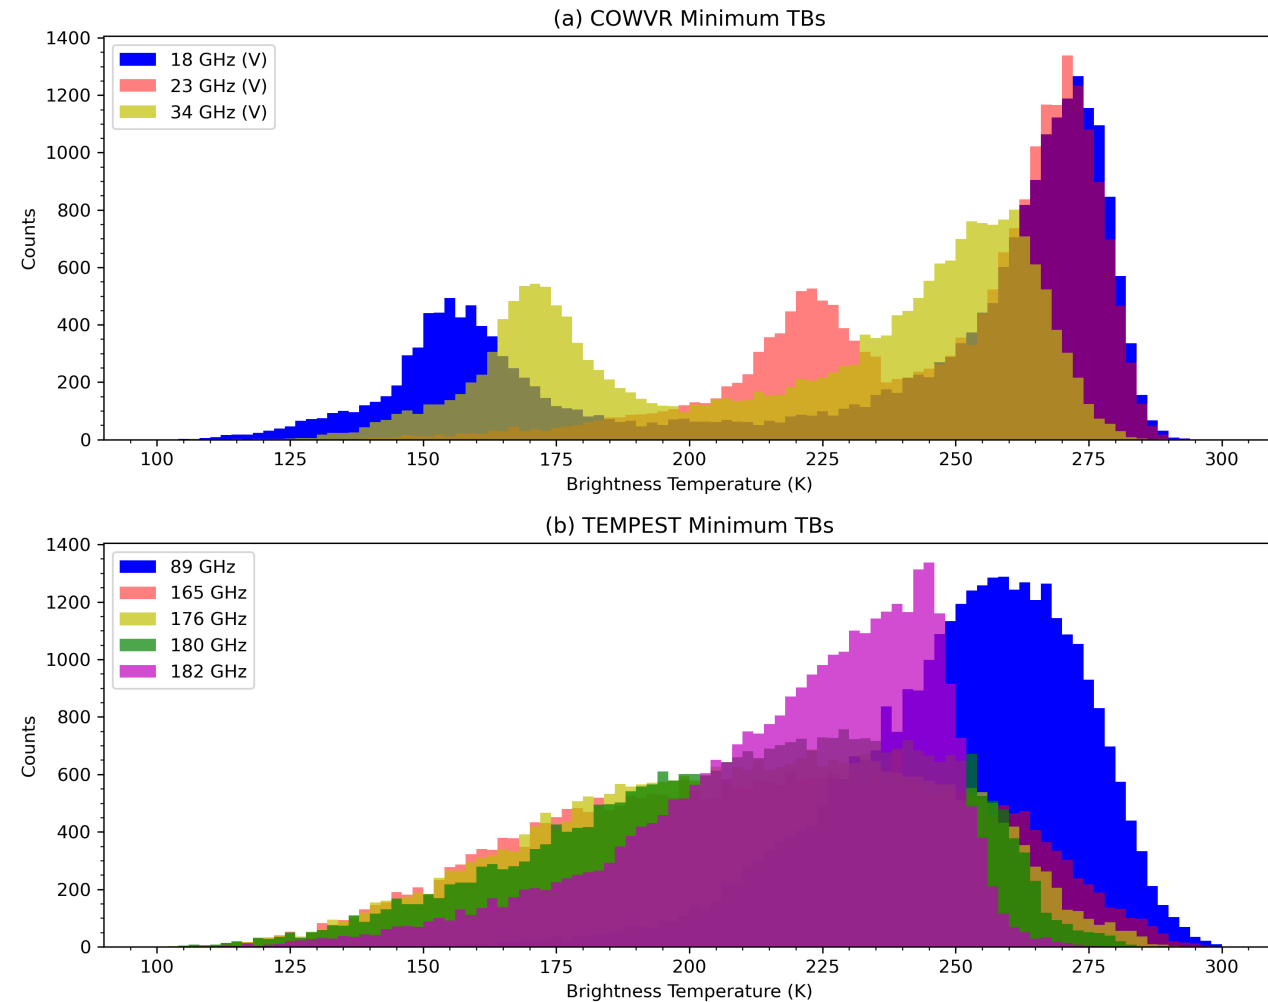 (a) COWVR Minimum TBs
1400
1200
1000
800
600
400
200
0
Counts
18 GHz (V)
23 GHz (V)
34 GHz (V)
100 125 150 175 200 225 250 275 300
Brightness Temperature (K)
(b) TEMPEST Minimum TBs
1400
1200
1000
800
600
400
200
0
Counts
89 GHz
165 GHz
176 GHz
180 GHz
182 GHz
100 125 150 175 200 225 250 275 300
Brightness Temperature (K)